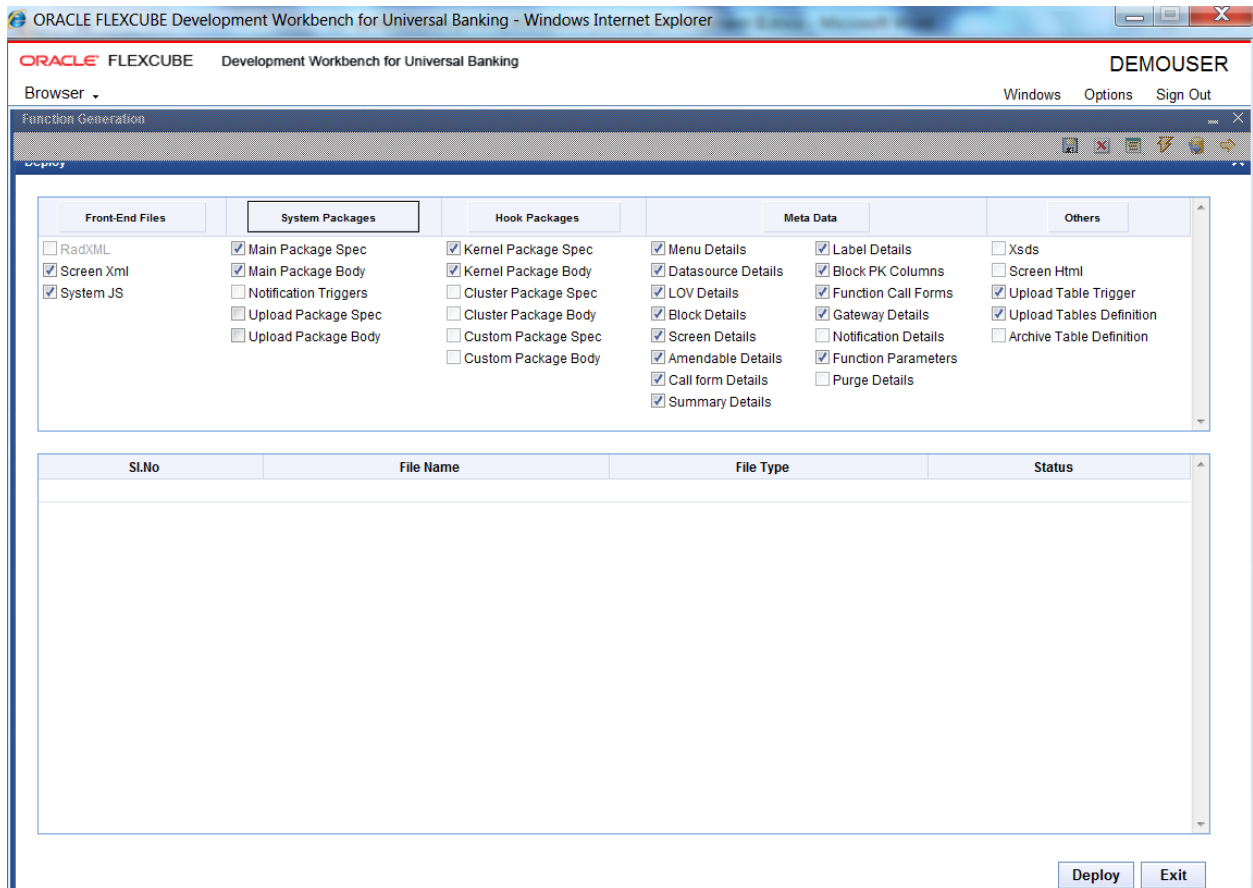 ORACLE FLEXCUBE Development Workbench for Universal Banking - Windows Internet Explorer
ORACLE FLEXCUBE Development Workbench for Universal Banking DEMOUSER
Browser Windows Options Sign Out
Function Generation
Deploy
Front-End Files System Packages Hook Packages Meta Data Others
RadXML Main Package Spec Kernel Package Spec Menu Details Label Details Xsds
Screen Xml Main Package Body Kernel Package Body Datasource Details Block PK Columns Screen Html
System JS Notification Triggers Cluster Package Spec LOV Details Function Call Forms Upload Table Trigger
Upload Package Spec Cluster Package Body Block Details Gateway Details Upload Tables Definition
Upload Package Body Custom Package Spec Screen Details Notification Details Archive Table Definition
Custom Package Body Amendable Details Function Parameters
Call form Details Purge Details
Summary Details
Sl.No File Name File Type Status
Deploy Exit